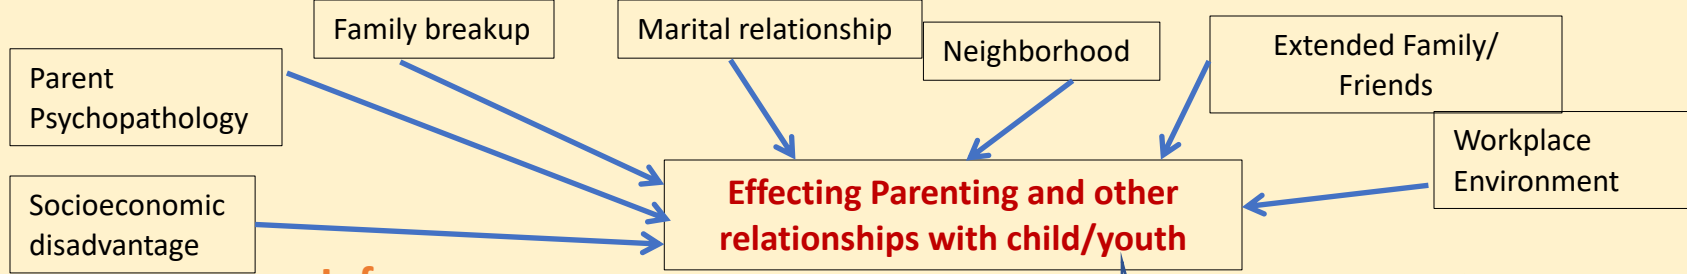 Family breakup
Marital relationship
Neighborhood
Extended Family/
Friends
Parent
Psychopathology
Workplace
Environment
Socioeconomic
disadvantage
Effecting Parenting and other
relationships with child/youth